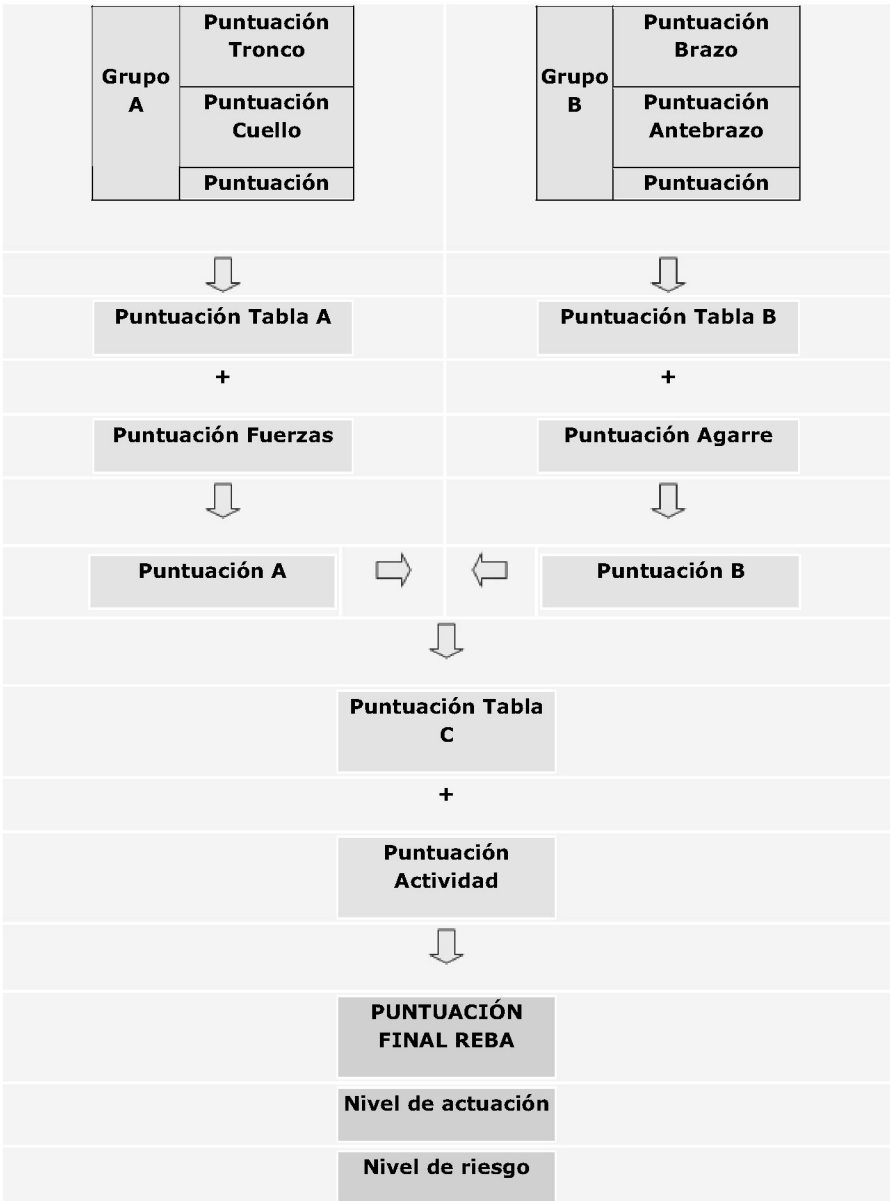 Grupo
A
Puntuación
Tronco
Puntuación
Cuello
Puntuación
Grupo
B
Puntuación
Brazo
Puntuación
Antebrazo
Puntuación
Puntuación Tabla A
Puntuación Tabla B
+
+
Puntuación Fuerzas
Puntuación Agarre
Puntuación A
Puntuación B
Puntuación Tabla
C
+
Puntuación
Actividad
PUNTUACIÓN
FINAL REBA
Nivel de actuación
Nivel de riesgo